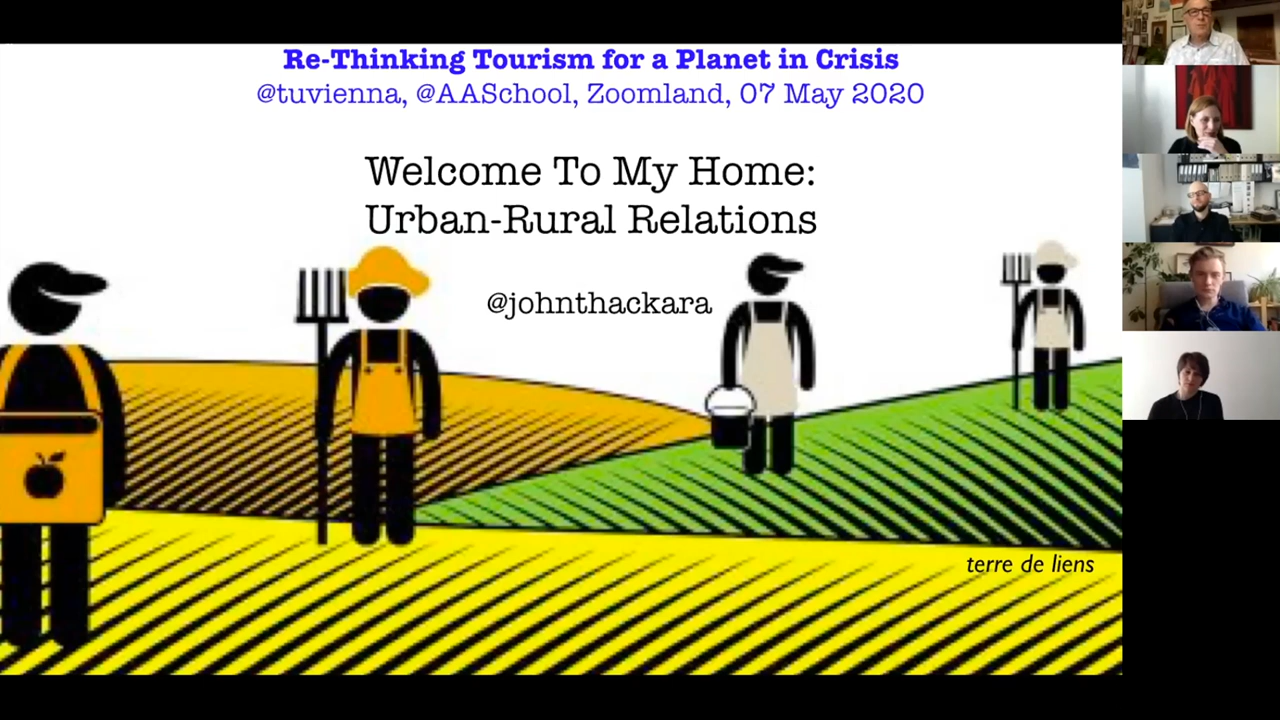 Re-Thinking Tourism for a Planet in Crisis
@tuvienna, @AASchool, Zoomland, 07 May 2020
Welcome To My Home:
Urban-Rural Relations
@johnthackara
terre de liens